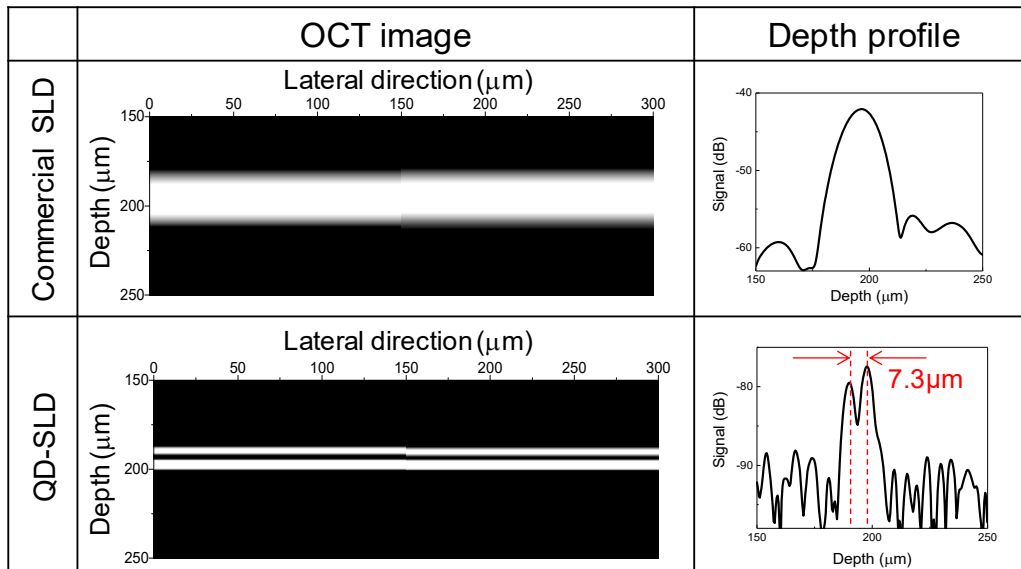 OCT image
Depth profile
Commercial SLD
Lateral direction (μm)
0 50 100 150 200 250 300
150
200
250
Depth (μm)
-40
-50
-60
Signal (dB)
150 200 250
Depth (μm)
QD-SLD
Lateral direction (μm)
0 50 100 150 200 250 300
150
200
250
Depth (μm)
7.3μm
-80
-90
Signal (dB)
150 200 250
Depth (μm)